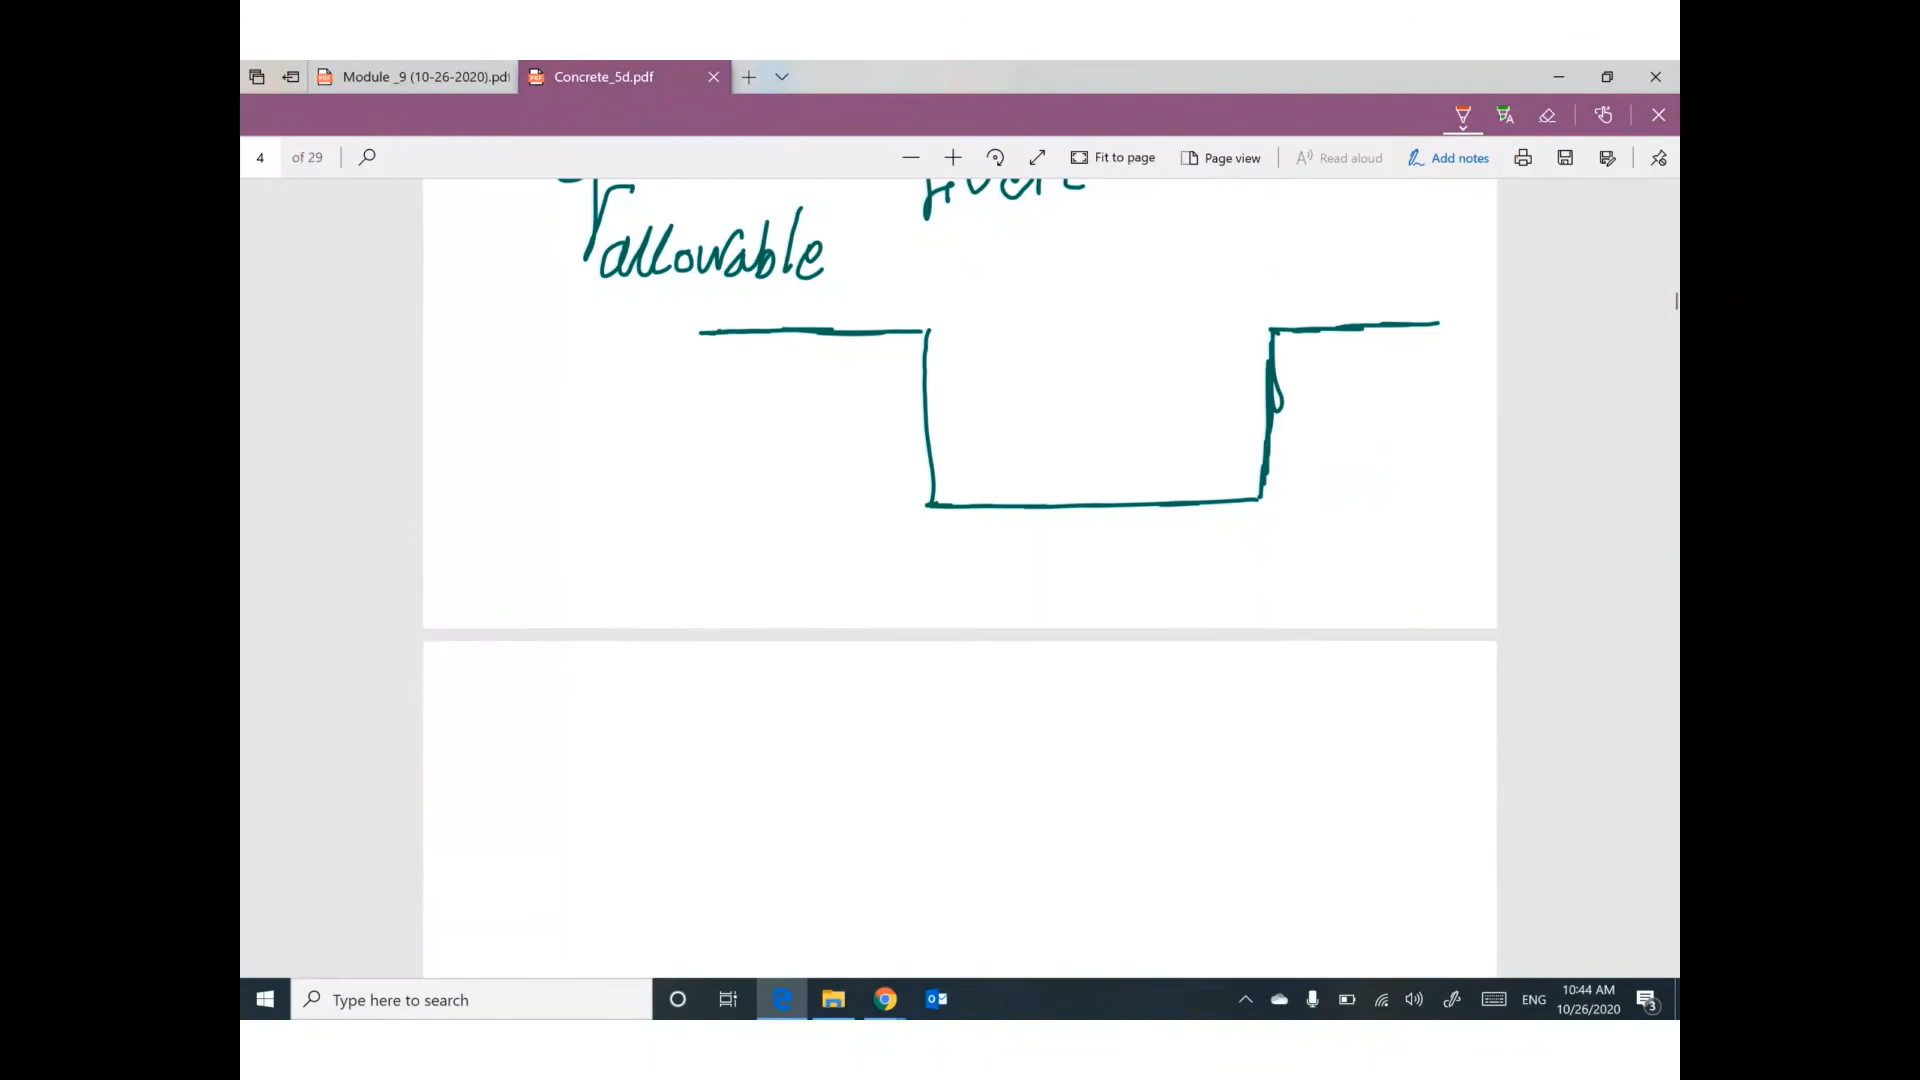 Module _9 (10-26-2020).pdf
Concrete_5d.pdf
4 of 29
Fit to page
Page view
A Read aloud
Add notes
allowable
Type here to search
ENG
10:44 AM
10/26/2020
3